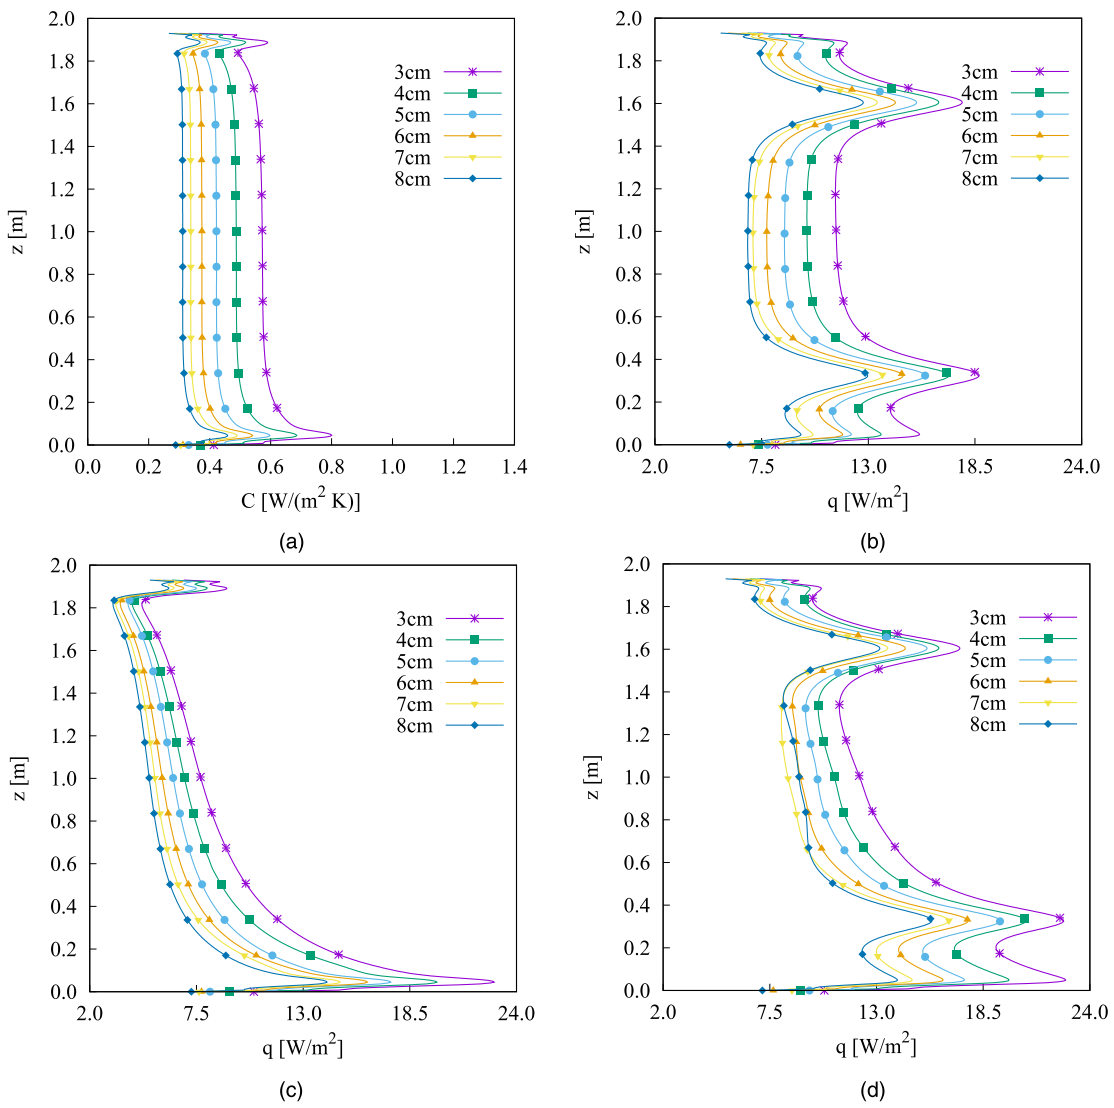 2.0
1.8
1.6
1.4
1.2
1.0
0.8
0.6
0.4
0.2
0.0
z [m]
3cm
4cm
5cm
6cm
7cm
8cm
0.0 0.2 0.4 0.6 0.8 1.0 1.2 1.4
C [W/(m² K)]
(a)
2.0
1.8
1.6
1.4
1.2
1.0
0.8
0.6
0.4
0.2
0.0
z [m]
3cm
4cm
5cm
6cm
7cm
8cm
2.0 7.5 13.0 18.5 24.0
q [W/m²]
(b)
2.0
1.8
1.6
1.4
1.2
1.0
0.8
0.6
0.4
0.2
0.0
z [m]
3cm
4cm
5cm
6cm
7cm
8cm
2.0 7.5 13.0 18.5 24.0
q [W/m²]
(c)
2.0
1.8
1.6
1.4
1.2
1.0
0.8
0.6
0.4
0.2
0.0
z [m]
3cm
4cm
5cm
6cm
7cm
8cm
2.0 7.5 13.0 18.5 24.0
q [W/m²]
(d)